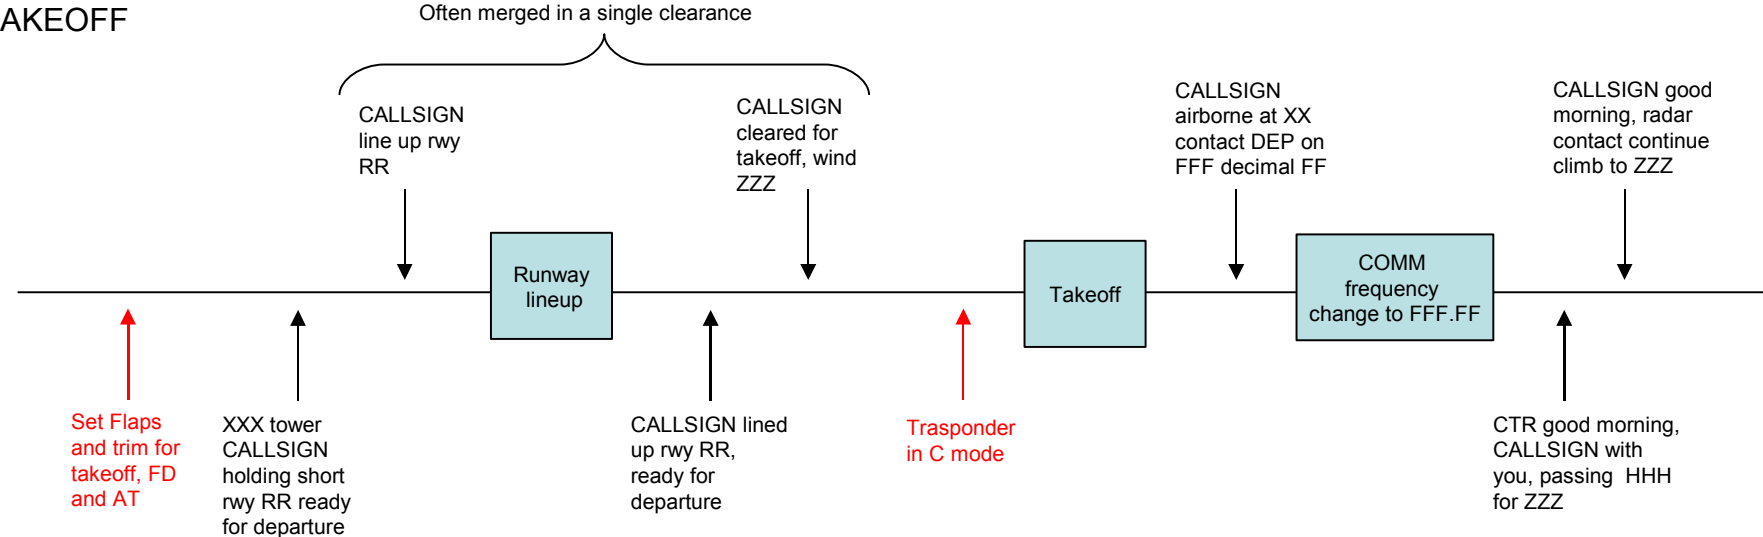 AKEOFF
Often merged in a single clearance
CALLSIGN
line up rwy
RR
CALLSIGN
cleared for
takeoff, wind
ZZZ
CALLSIGN
airborne at XX
contact DEP on
FFF decimal FF
CALLSIGN good
morning, radar
contact continue
climb to ZZZ
Runway
lineup
Takeoff
COMM
frequency
change to FFF.FF
Set Flaps
and trim for
takeoff, FD
and AT
XXX tower
CALLSIGN
holding short
rwy RR ready
for departure
CALLSIGN lined
up rwy RR,
ready for
departure
Trasponder
in C mode
CTR good morning,
CALLSIGN with
you, passing  HHH
for ZZZ